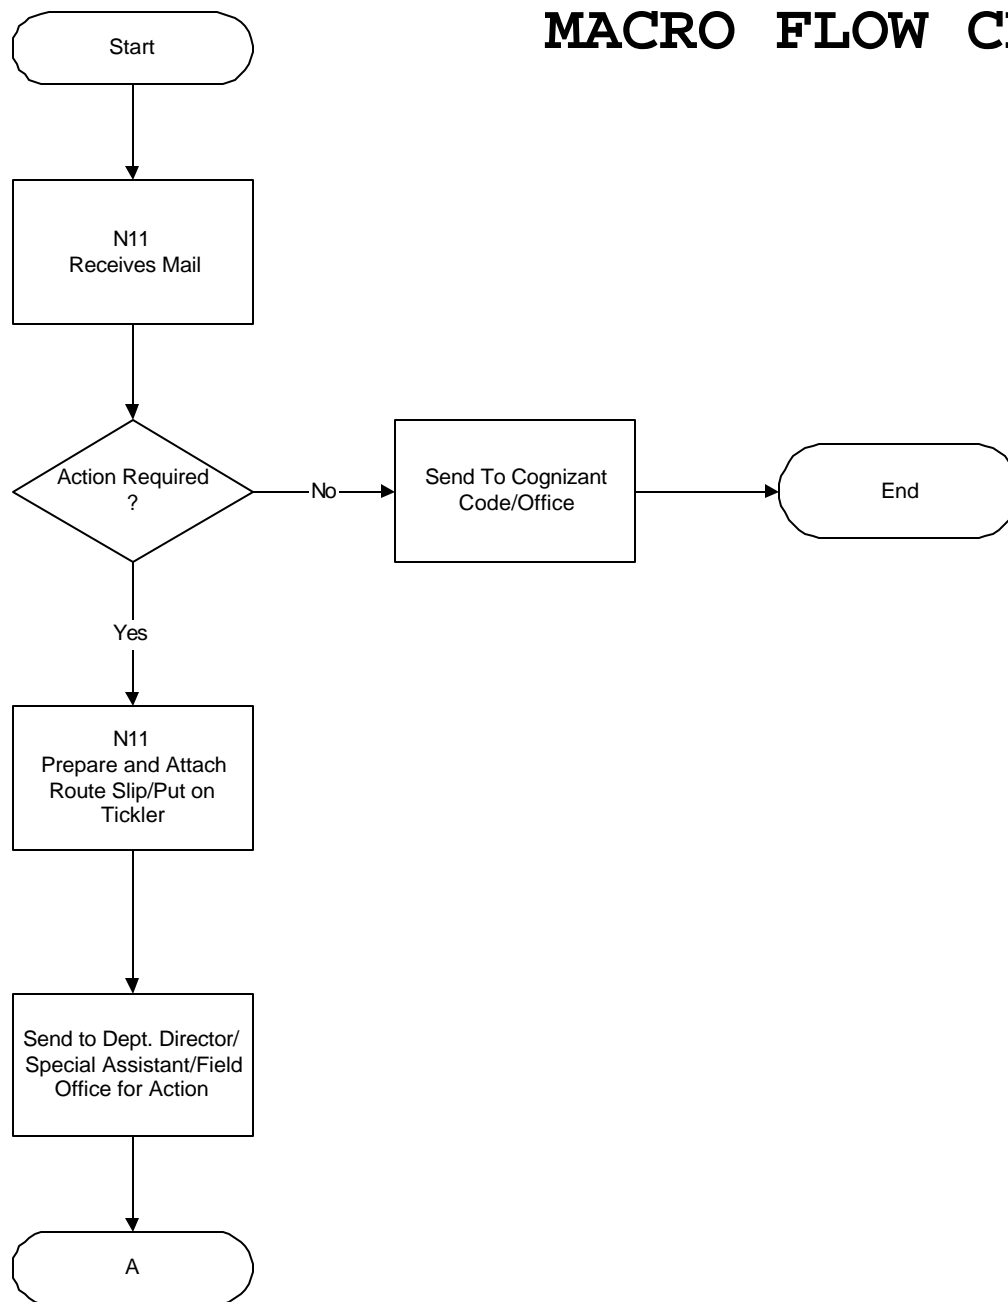 MACRO FLOW
Start
N11
Receives Mail
Action Required
?
No
Send To Cognizant
Code/Office
End
Yes
N11
Prepare and Attach
Route Slip/Put on
Tickler
Send to Dept. Director/
Special Assistant/Field
Office for Action
A